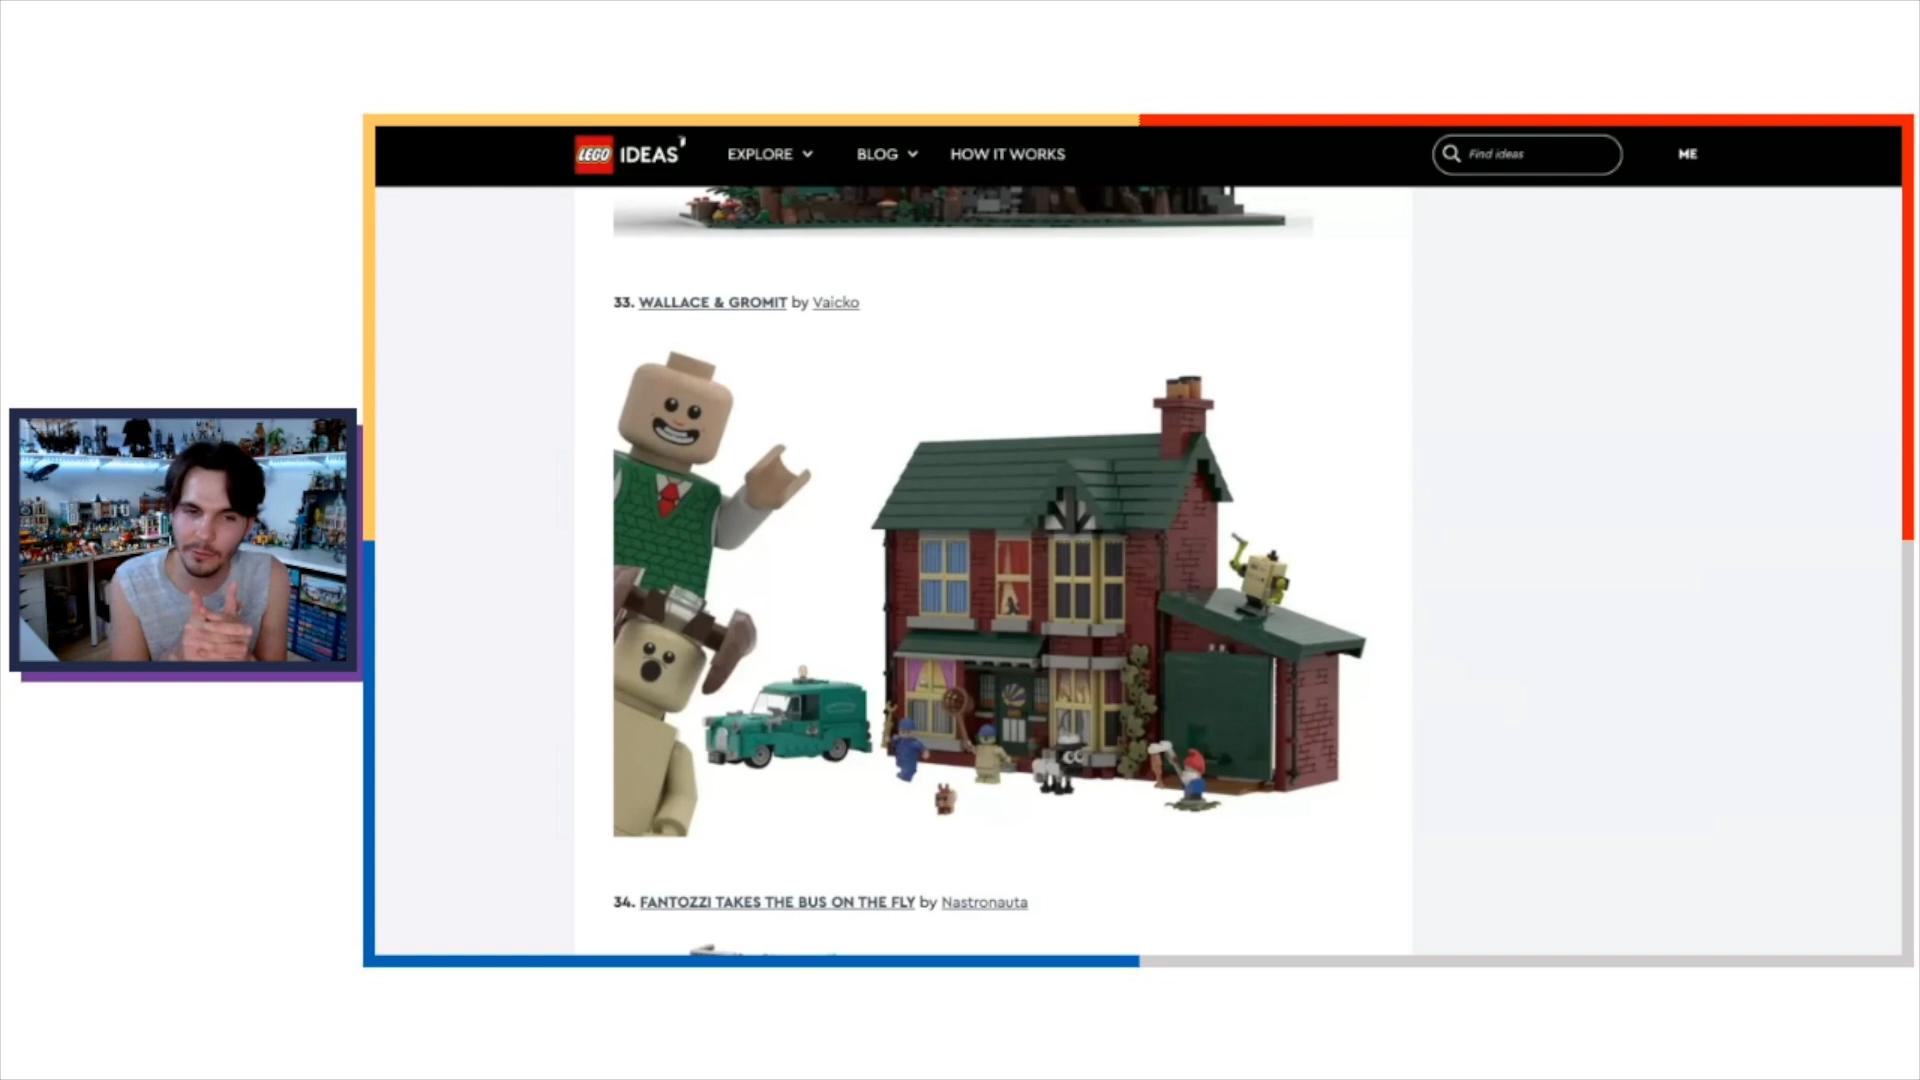 LEGO IDEAS EXPLORE BLOG HOW IT WORKS Find ideas ME
33. WALLACE & GROMIT by Vaicko
34. FANTOZZI TAKES THE BUS ON THE FLY by Nastronauta